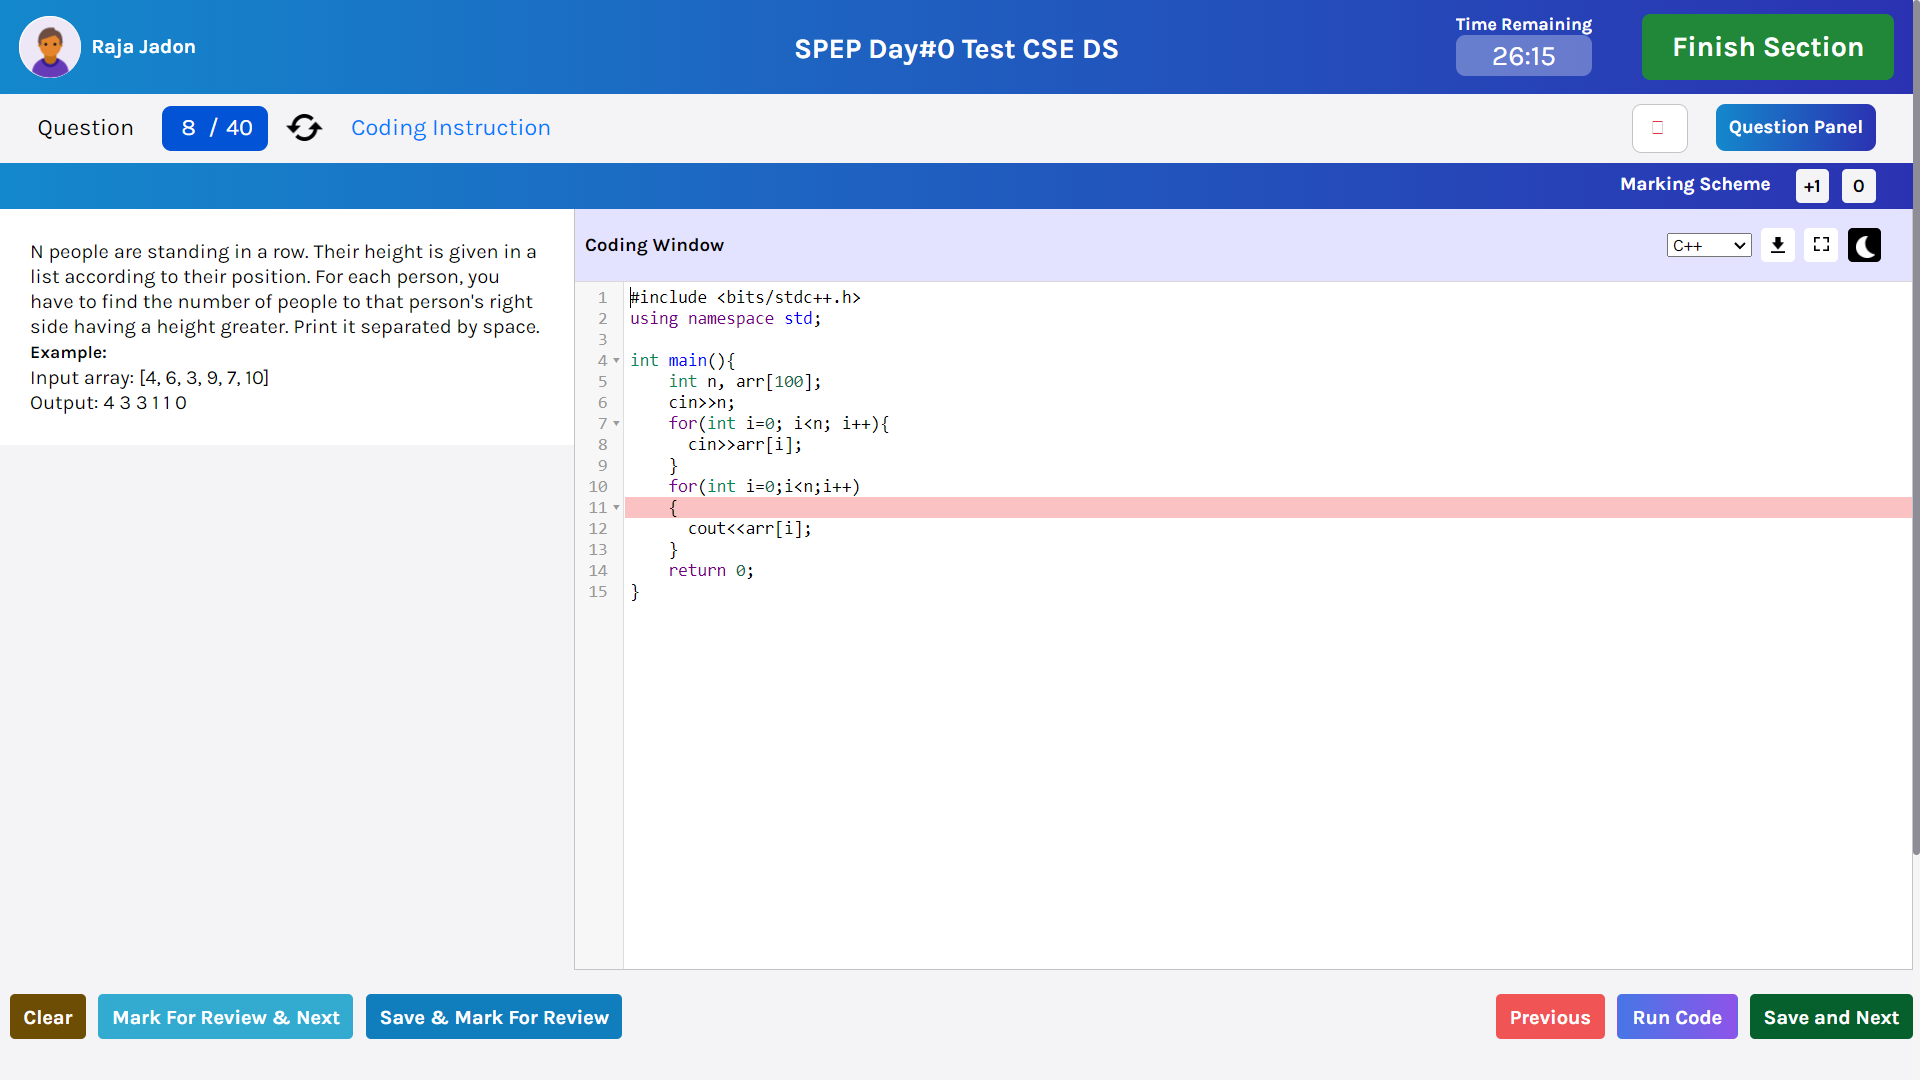 Raja Jadon
SPEP Day#0 Test CSE DS
Time Remaining
26:15
Finish Section
Question
8 / 40
Coding Instruction
Question Panel
Marking Scheme
+1
0
N people are standing in a row. Their height is given in a
list according to their position. For each person, you
have to find the number of people to that person's right
side having a height greater. Print it separated by space.
Example:
Input array: [4, 6, 3, 9, 7, 10]
Output: 4 3 3 1 1 0
Coding Window
C++
1 #include <bits/stdc++.h>
2 using namespace std;
3
4 int main(){
5 int n, arr[100];
6 cin>>n;
7 for(int i=0; i<n; i++){
8 cin>>arr[i];
9 }
10 for(int i=0;i<n;i++)
11 {
12 cout<<arr[i];
13 }
14 return 0;
15 }
Clear
Mark For Review & Next
Save & Mark For Review
Previous
Run Code
Save and Next